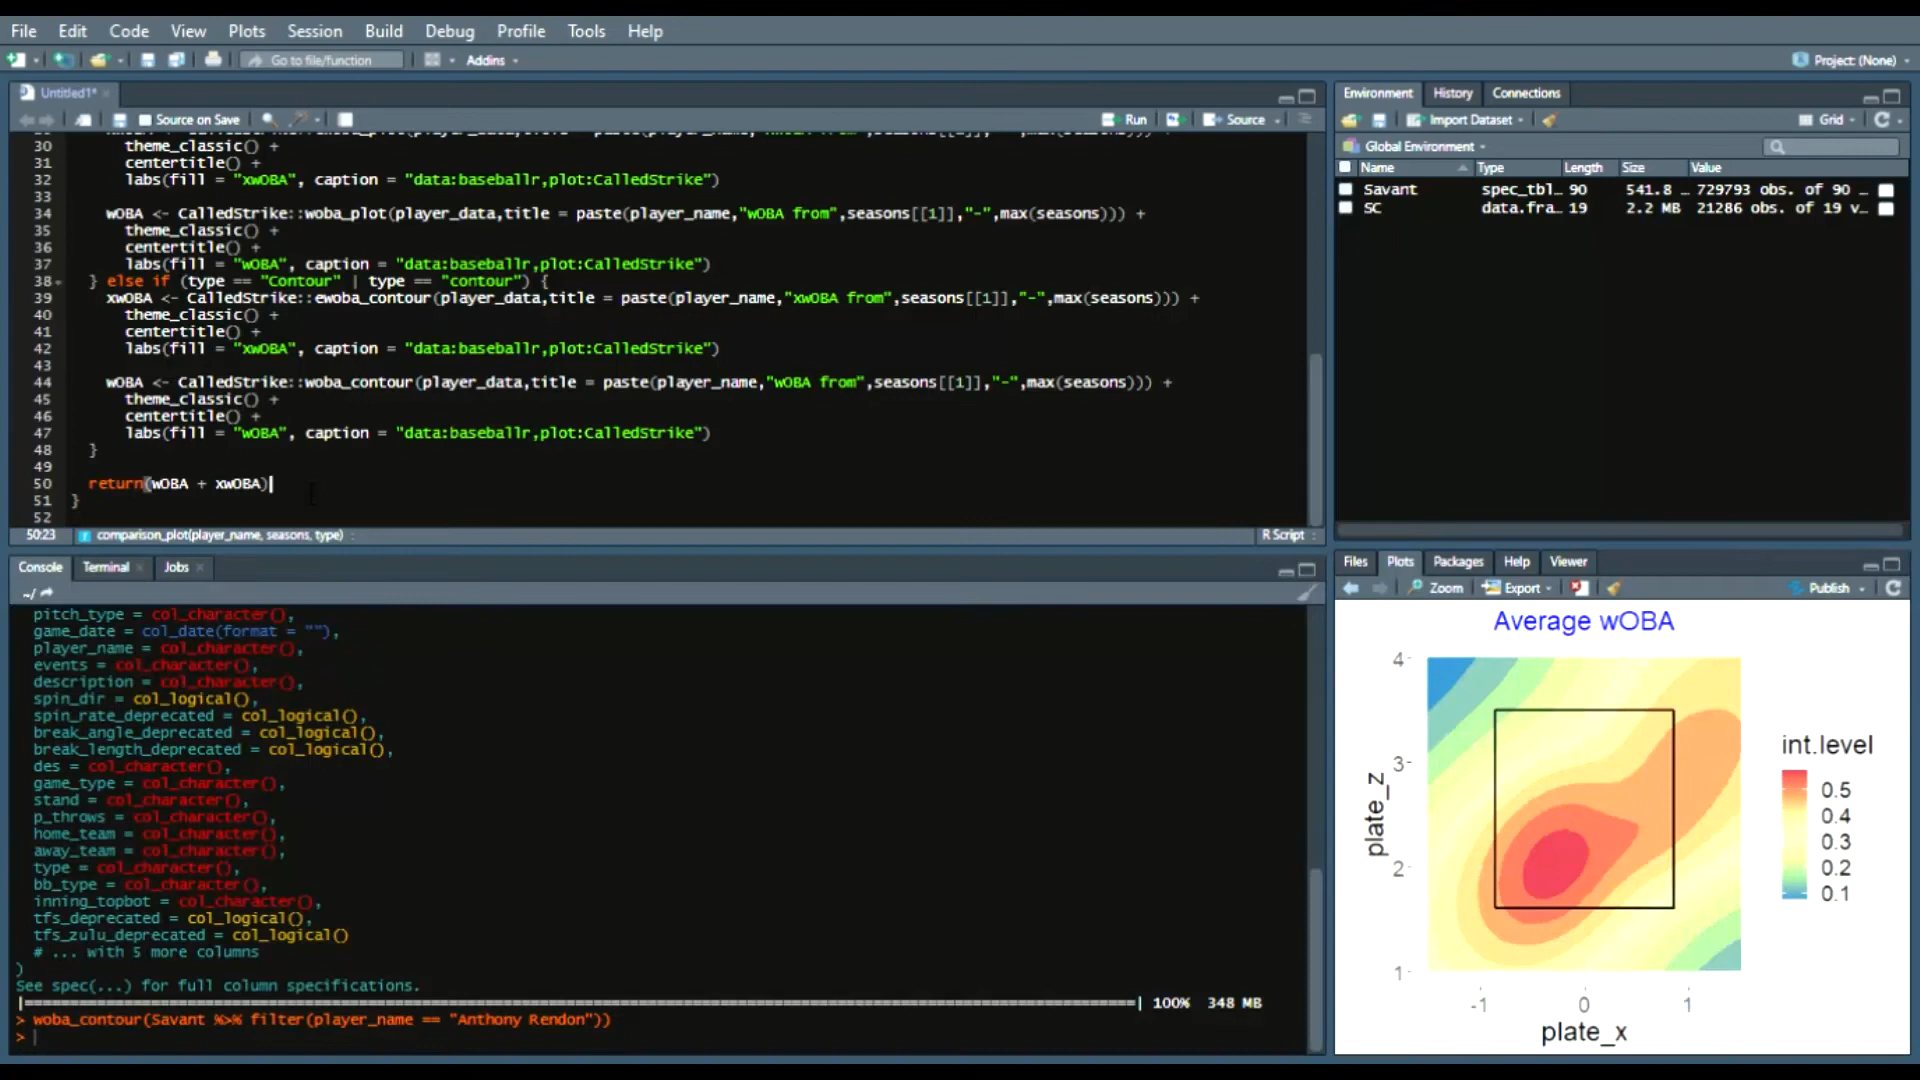 File Edit Code View Plots Session Build Debug Profile Tools Help
Go to file/function Addins Project: (None)
Untitled1*
Source on Save Run Source
30 theme_classic() +
31 centertitle() +
32 labs(fill = "xwOBA", caption = "data:baseballr,plot:CalledStrike")
33
34 wOBA <- CalledStrike::woba_plot(player_data,title = paste(player_name,"wOBA from",seasons[[1]],"-",max(seasons))) +
35 theme_classic() +
36 centertitle() +
37 labs(fill = "wOBA", caption = "data:baseballr,plot:CalledStrike")
38 } else if (type == "Contour" | type == "contour") {
39 xwOBA <- CalledStrike::ewoba_contour(player_data,title = paste(player_name,"xwOBA from",seasons[[1]],"-",max(seasons))) +
40 theme_classic() +
41 centertitle() +
42 labs(fill = "xwOBA", caption = "data:baseballr,plot:CalledStrike")
43
44 wOBA <- CalledStrike::woba_contour(player_data,title = paste(player_name,"wOBA from",seasons[[1]],"-",max(seasons))) +
45 theme_classic() +
46 centertitle() +
47 labs(fill = "wOBA", caption = "data:baseballr,plot:CalledStrike")
48 }
49
50 return(wOBA + xwOBA)
51 }
52
50:23 comparison_plot(player_name, seasons, type) R Script
Console Terminal Jobs
~/
pitch_type = col_character(),
game_date = col_date(format = ""),
player_name = col_character(),
events = col_character(),
description = col_character(),
spin_dir = col_logical(),
spin_rate_deprecated = col_logical(),
break_angle_deprecated = col_logical(),
break_length_deprecated = col_logical(),
des = col_character(),
game_type = col_character(),
stand = col_character(),
p_throws = col_character(),
home_team = col_character(),
away_team = col_character(),
type = col_character(),
bb_type = col_character(),
inning_topbot = col_character(),
tfs_deprecated = col_logical(),
tfs_zulu_deprecated = col_logical()
# ... with 5 more columns
)
See spec(...) for full column specifications.
100% 348 MB
> woba_contour(Savant %>% filter(player_name == "Anthony Rendon"))
>
Environment History Connections
Import Dataset Grid
Global Environment
Name Type Length Size Value
Savant spec_tbl… 90 541.8 … 729793 obs. of 90 …
SC data.fra… 19 2.2 MB 21286 obs. of 19 v…
Files Plots Packages Help Viewer
Zoom Export Publish
Average wOBA
4
3
2
1
plate_z
-1 0 1
plate_x
int.level
0.5
0.4
0.3
0.2
0.1